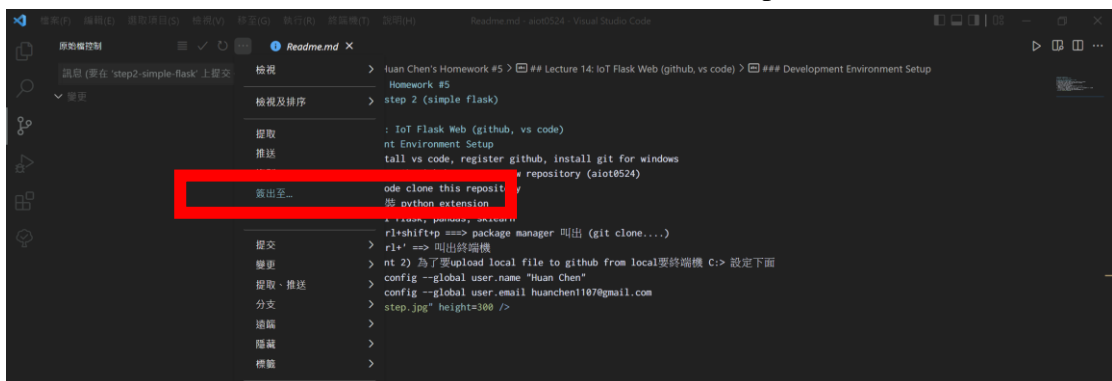 檔案(F) 編輯(E) 選取項目(S) 檢視(V) 移至(G) 執行(R) 終端機(T) 說明(H) Readme.md - aiot0524 - Visual Studio Code
原始檔控制
Readme.md
訊息 (要在 'step2-simple-flask' 上提交
變更
檢視
檢視及排序
提取
推送
簽出至...
提交
變更
提取、推送
分支
遠端
隱藏
標籤
Huan Chen's Homework #5 > ## Lecture 14: IoT Flask Web (github, vs code) > ### Development Environment Setup
Homework #5
step 2 (simple flask)
: IoT Flask Web (github, vs code)
nt Environment Setup
tall vs code, register github, install git for windows
w repository (aiot0524)
ode clone this repository
裝 python extension
l flask, pandas, sklearn
rl+shift+p ===> package manager 叫出 (git clone....)
rl+' ==> 叫出終端機
nt 2) 為了要upload local file to github from local要終端機 C:> 設定下面
config --global user.name "Huan Chen"
config --global user.email huanchen1107@gmail.com
step.jpg" height=300 />